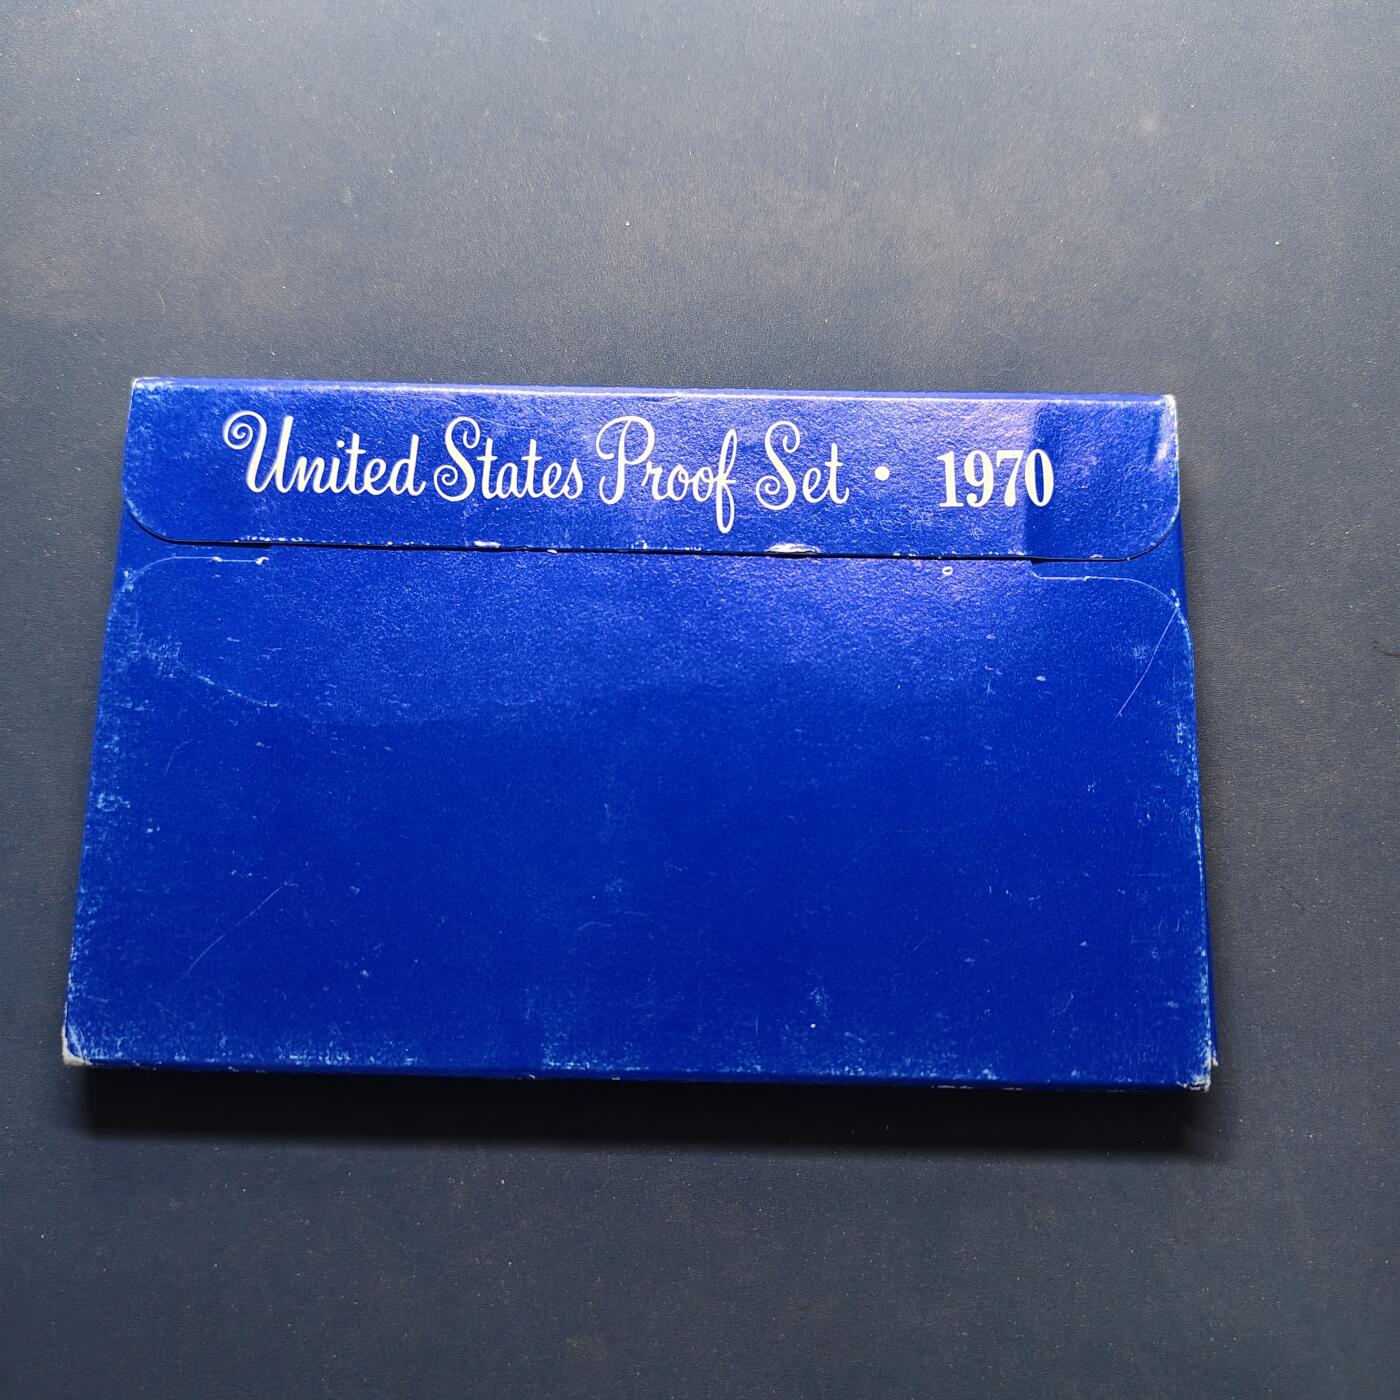 United States Proof Set • 1970